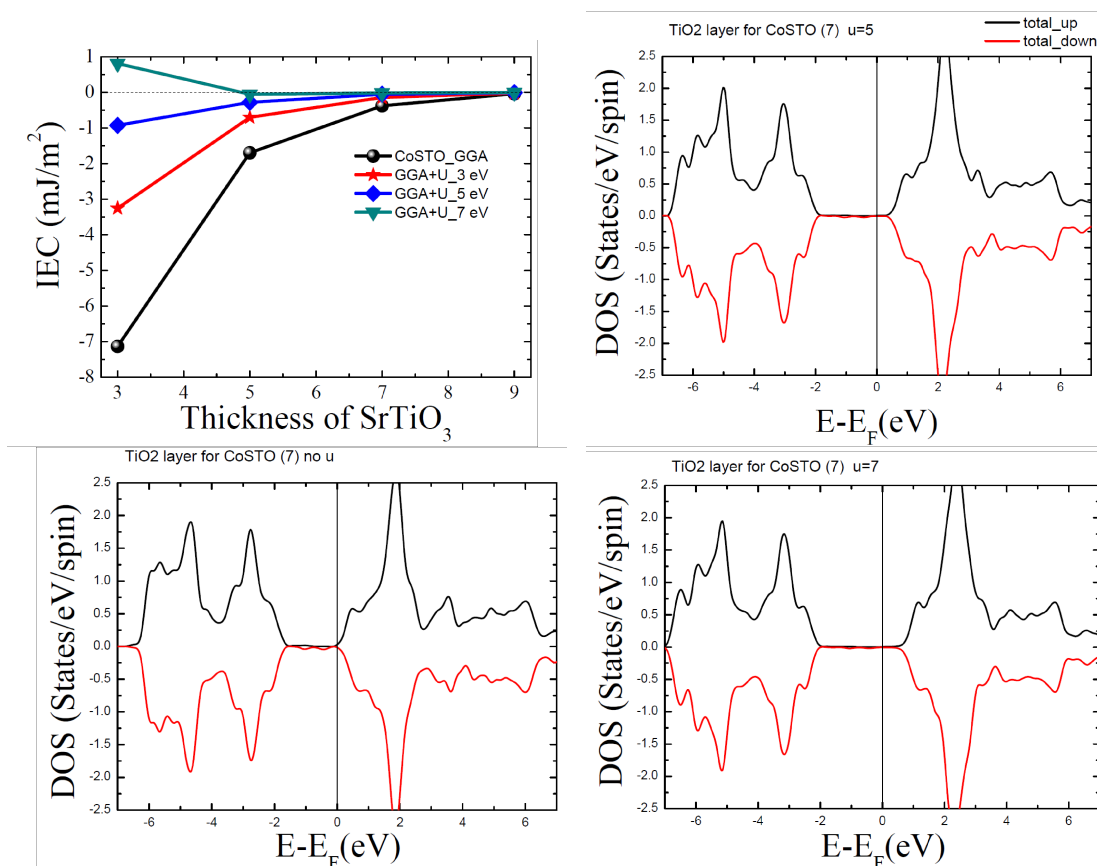 1
0
-1
-2
-3
-4
-5
-6
-7
-8
IEC (mJ/m²)
CoSTO_GGA
GGA+U_3 eV
GGA+U_5 eV
GGA+U_7 eV
3 4 5 6 7 8 9
Thickness of SrTiO₃
TiO2 layer for CoSTO (7) u=5
total_up
total_down
2.5
2.0
1.5
1.0
0.5
0.0
-0.5
-1.0
-1.5
-2.0
-2.5
DOS (States/eV/spin)
-6 -4 -2 0 2 4 6
E-E_F(eV)
TiO2 layer for CoSTO (7) no u
2.5
2.0
1.5
1.0
0.5
0.0
-0.5
-1.0
-1.5
-2.0
-2.5
DOS (States/eV/spin)
-6 -4 -2 0 2 4 6
E-E_F(eV)
TiO2 layer for CoSTO (7) u=7
2.5
2.0
1.5
1.0
0.5
0.0
-0.5
-1.0
-1.5
-2.0
-2.5
DOS (States/eV/spin)
-6 -4 -2 0 2 4 6
E-E_F(eV)